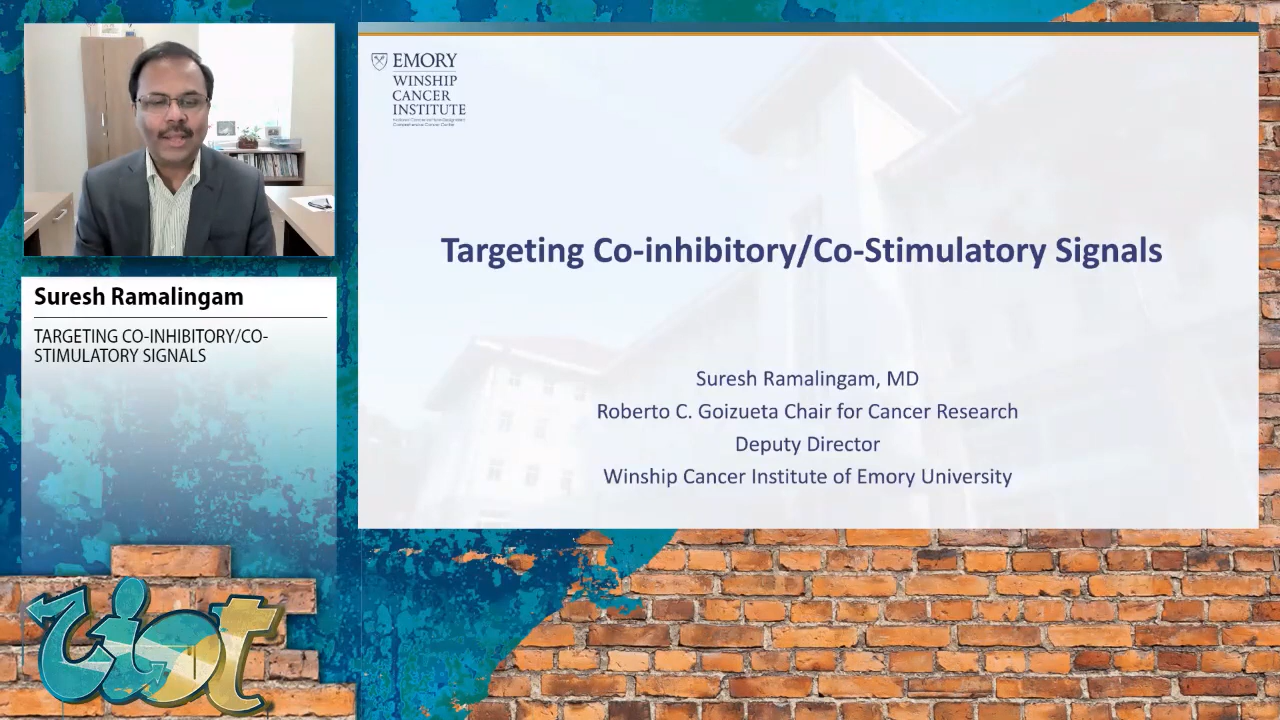 EMORY
WINSHIP
CANCER
INSTITUTE
Targeting Co-inhibitory/Co-Stimulatory Signals
Suresh Ramalingam, MD
Roberto C. Goizueta Chair for Cancer Research
Deputy Director
Winship Cancer Institute of Emory University
Suresh Ramalingam
TARGETING CO-INHIBITORY/CO-
STIMULATORY SIGNALS